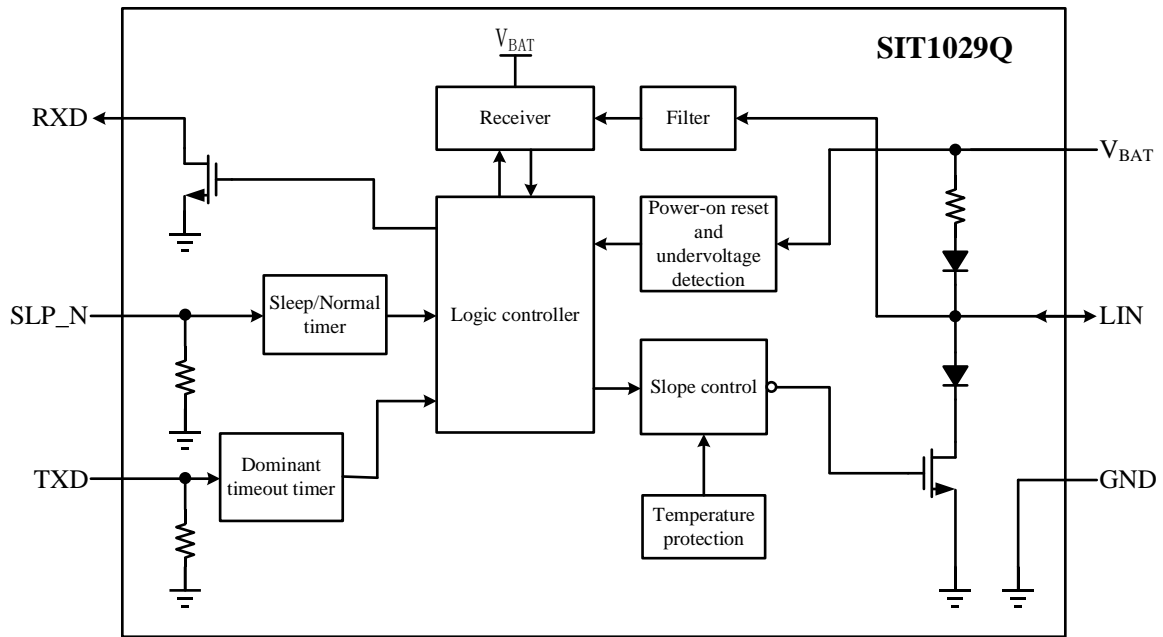 V_BAT
SIT1029Q
RXD
Receiver
Filter
V_BAT
Power-on reset
and
undervoltage
detection
SLP_N
Sleep/Normal
timer
Logic controller
LIN
Slope control
TXD
Dominant
timeout timer
GND
Temperature
protection